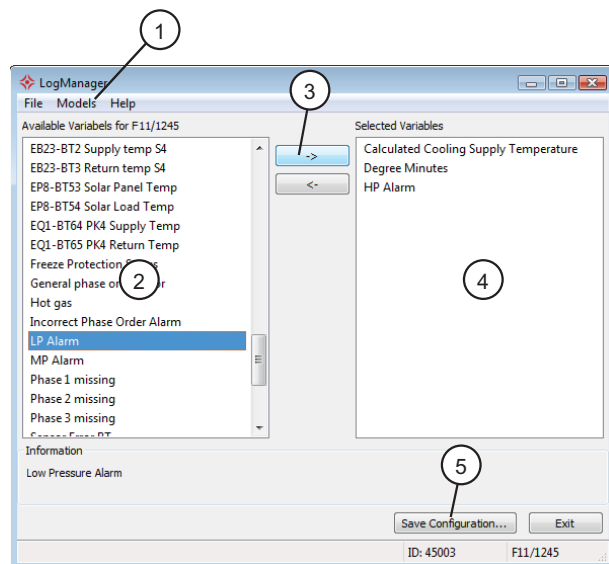 1
LogManager
3
File Models Help
Available Variabels for F11/1245
Selected Variables
EB23-BT2 Supply temp S4
EB23-BT3 Return temp S4
EP8-BT53 Solar Panel Temp
EP8-BT54 Solar Load Temp
EQ1-BT64 PK4 Supply Temp
EQ1-BT65 PK4 Return Temp
Freeze Protection
General phase
2
Hot gas
Incorrect Phase Order Alarm
LP Alarm
MP Alarm
Phase 1 missing
Phase 2 missing
Phase 3 missing
Sensor Error BT
->
<-
Calculated Cooling Supply Temperature
Degree Minutes
HP Alarm
4
Information
Low Pressure Alarm
5
Save Configuration... Exit
ID: 45003 F11/1245